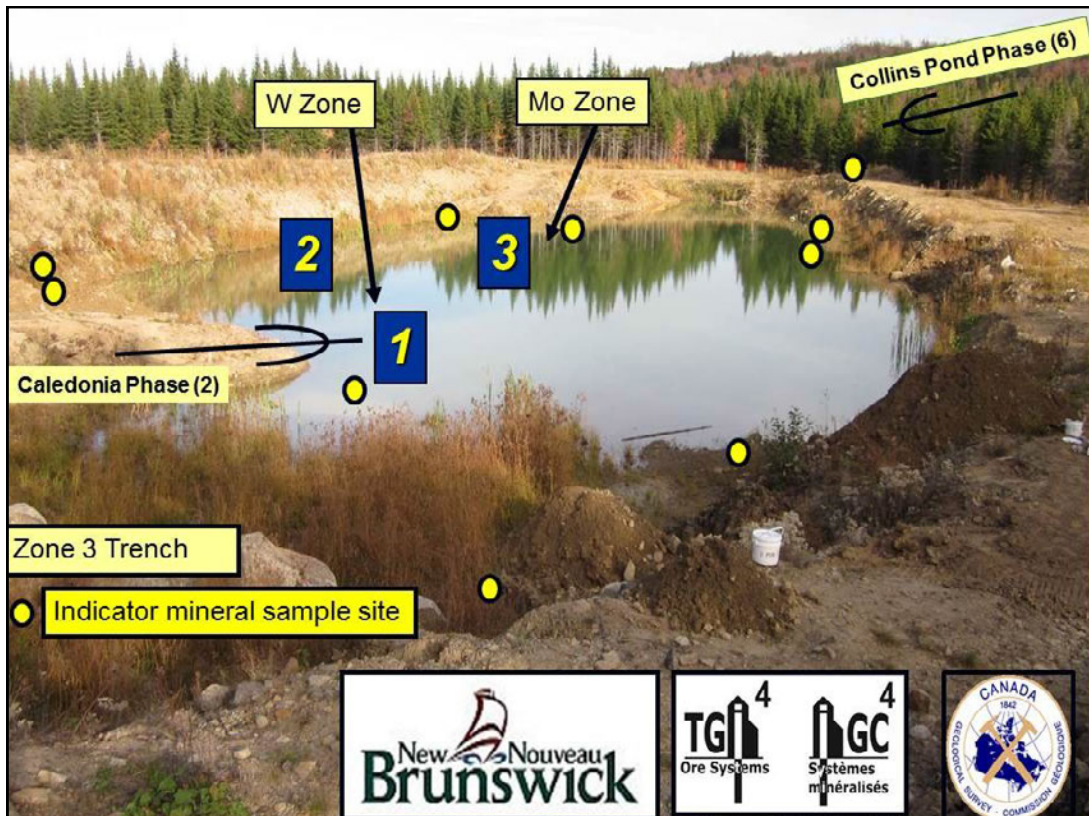 Collins Pond Phase (6)
W Zone
Mo Zone
2
3
1
Caledonia Phase (2)
Zone 3 Trench
Indicator mineral sample site
New Nouveau
Brunswick
TGI 4
Ore Systems
IGC 4
Systèmes
minéralisés
CANADA
1842
GEOLOGICAL SURVEY - COMMISSION GÉOLOGIQUE